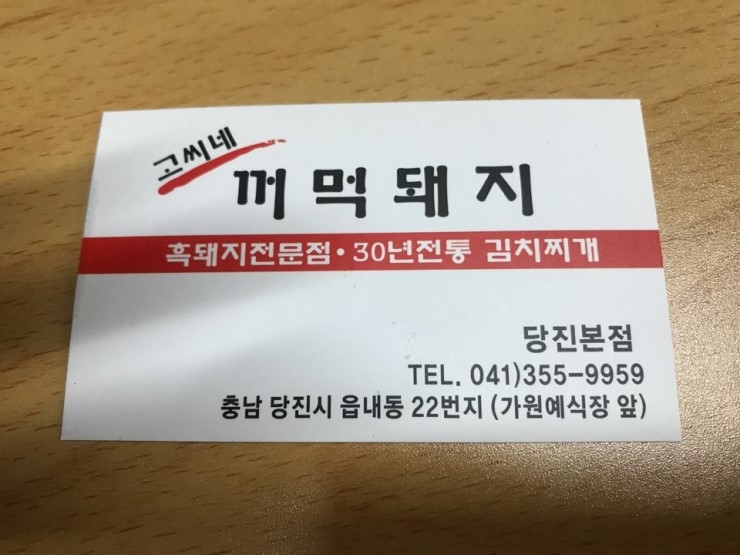 고씨네
꺼먹돼지
흑돼지전문점·30년전통 김치찌개
당진본점
TEL. 041)355-9959
충남 당진시 읍내동 22번지 (가원예식장 앞)